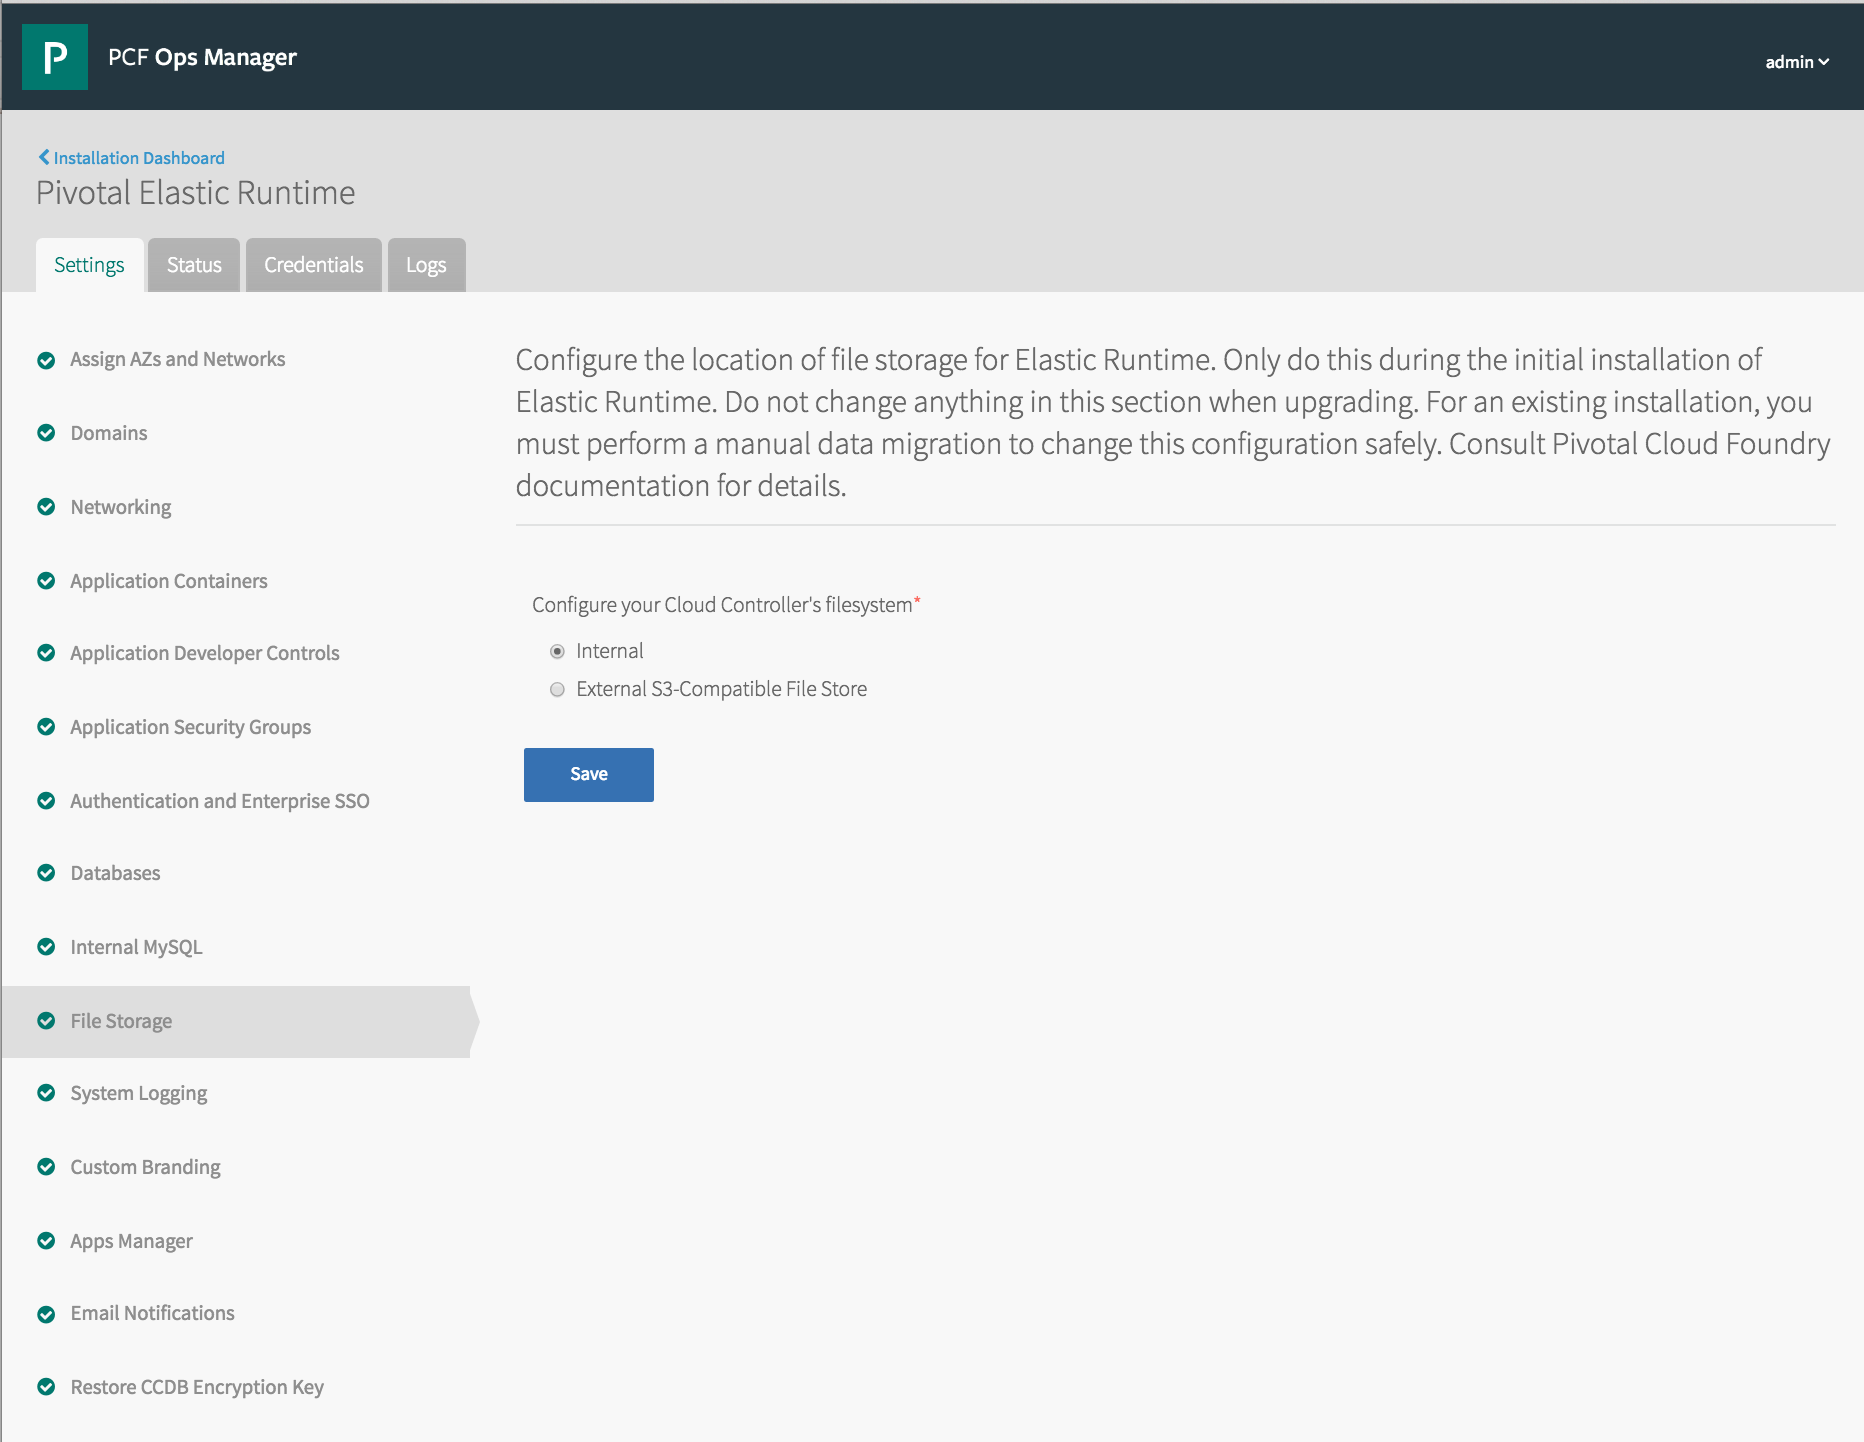 P
PCF Ops Manager
admin
Installation Dashboard
Pivotal Elastic Runtime
Settings
Status
Credentials
Logs
Assign AZs and Networks
Domains
Networking
Application Containers
Application Developer Controls
Application Security Groups
Authentication and Enterprise SSO
Databases
Internal MySQL
File Storage
System Logging
Custom Branding
Apps Manager
Email Notifications
Restore CCDB Encryption Key
Configure the location of file storage for Elastic Runtime. Only do this during the initial installation of
Elastic Runtime. Do not change anything in this section when upgrading. For an existing installation, you
must perform a manual data migration to change this configuration safely. Consult Pivotal Cloud Foundry
documentation for details.
Configure your Cloud Controller's filesystem*
Internal
External S3-Compatible File Store
Save